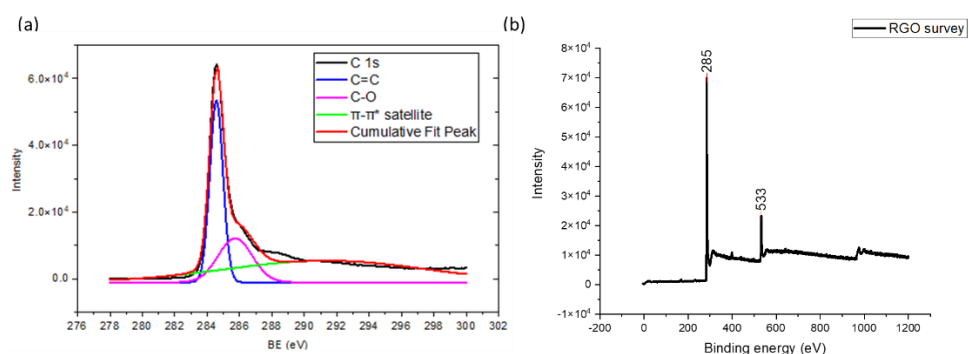 (a)
C 1s
C=C
C-O
π-π* satellite
Cumulative Fit Peak
Intensity
6.0×10⁴
4.0×10⁴
2.0×10⁴
0.0
276 278 280 282 284 286 288 290 292 294 296 298 300 302
BE (eV)
(b)
RGO survey
285
533
Intensity
8×10⁴
7×10⁴
6×10⁴
5×10⁴
4×10⁴
3×10⁴
2×10⁴
1×10⁴
0
-1×10⁴
-200 0 200 400 600 800 1000 1200
Binding energy (eV)